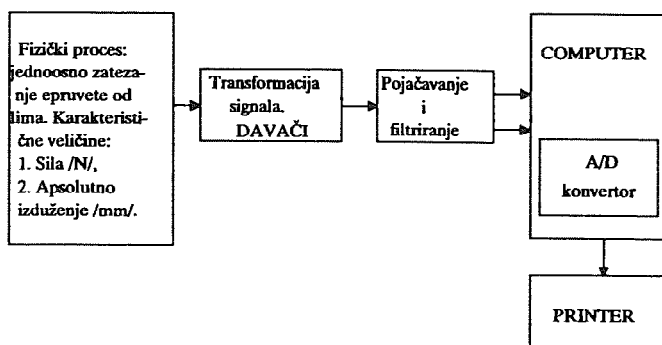 Fizički proces:
jednoosno zateza-
nje epruvete od
lima. Karakteristi-
čne veličine:
1. Sila /N/,
2. Apsolutno
izduženje /mm/.
Transformacija
signala.
DAVAČI
Pojačavanje
i
filtriranje
COMPUTER
A/D
konvertor
PRINTER